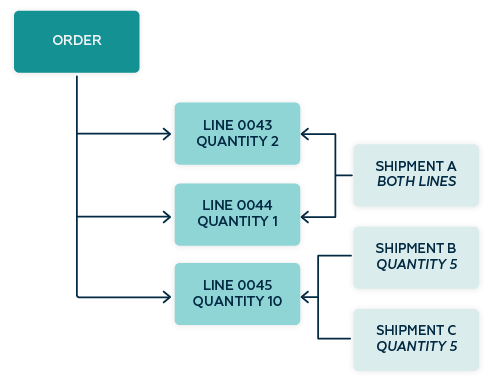 ORDER
LINE 0043
QUANTITY 2
LINE 0044
QUANTITY 1
LINE 0045
QUANTITY 10
SHIPMENT A
BOTH LINES
SHIPMENT B
QUANTITY 5
SHIPMENT C
QUANTITY 5